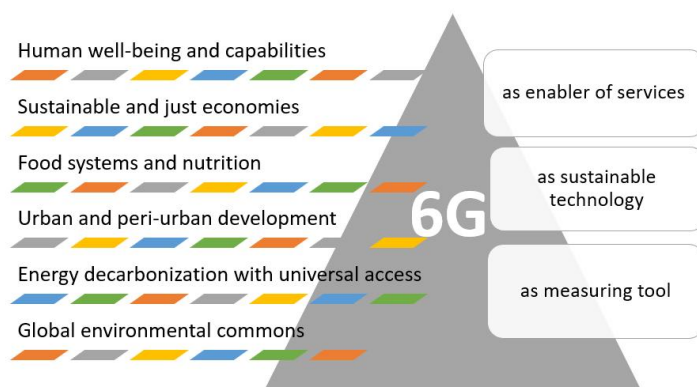 Human well-being and capabilities
Sustainable and just economies
Food systems and nutrition
Urban and peri-urban development
Energy decarbonization with universal access
Global environmental commons
6G
as enabler of services
as sustainable
technology
as measuring tool